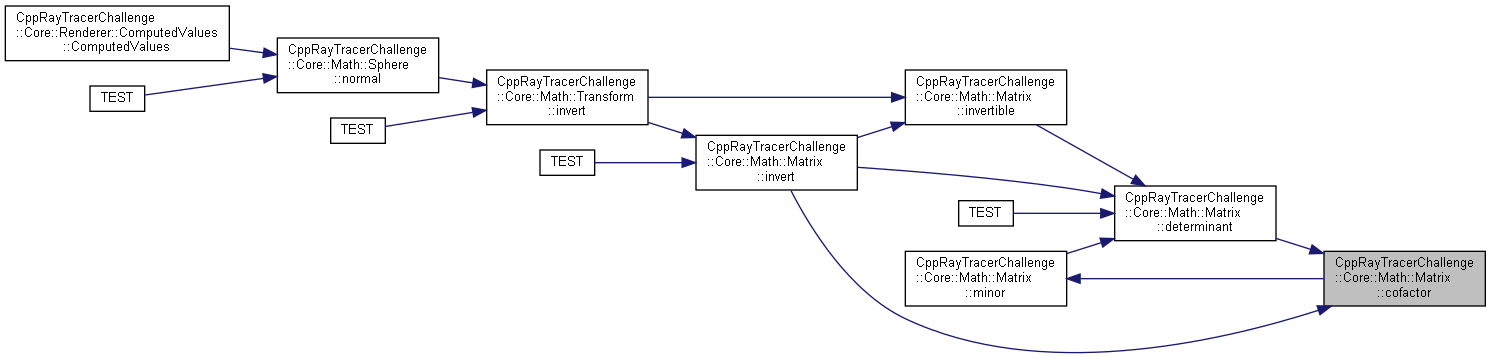 CppRayTracerChallenge
::Core::Renderer::ComputedValues
::ComputedValues
TEST
CppRayTracerChallenge
::Core::Math::Sphere
::normal
TEST
CppRayTracerChallenge
::Core::Math::Transform
::invert
TEST
CppRayTracerChallenge
::Core::Math::Matrix
::invert
CppRayTracerChallenge
::Core::Math::Matrix
::invertible
TEST
CppRayTracerChallenge
::Core::Math::Matrix
::minor
CppRayTracerChallenge
::Core::Math::Matrix
::determinant
CppRayTracerChallenge
::Core::Math::Matrix
::cofactor